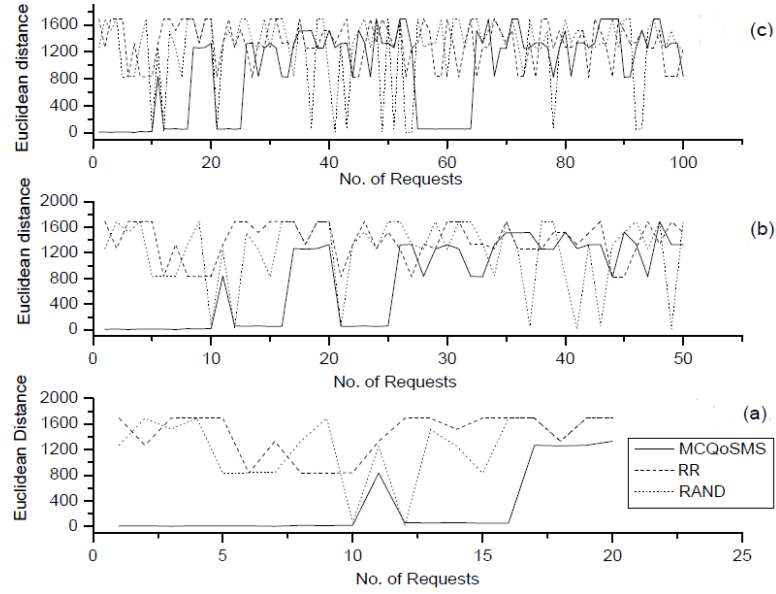 (c)
Euclidean distance
1600
1200
800
400
0
0 20 40 60 80 100
No. of Requests
(b)
Euclidean distance
2000
1600
1200
800
400
0
0 10 20 30 40 50
No. of Requests
(a)
Euclidean Distance
2000
1600
1200
800
400
0
0 5 10 15 20 25
No. of Requests
MCQoSMS
RR
RAND